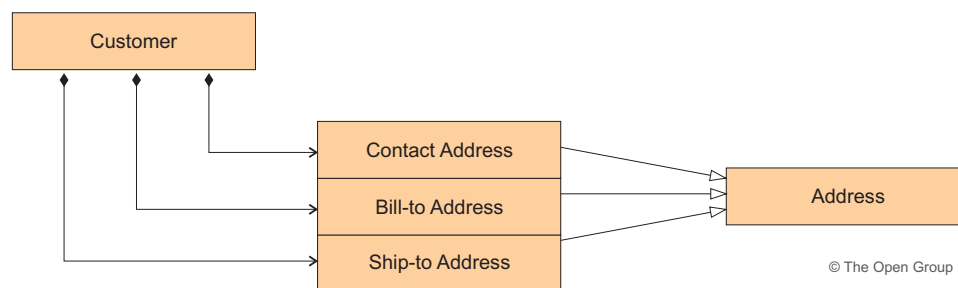 Customer
Contact Address
Bill-to Address
Ship-to Address
Address
© The Open Group